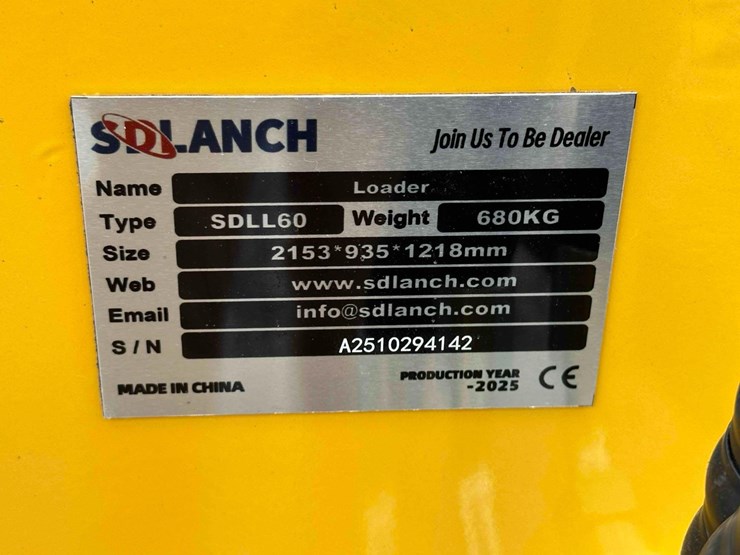 SDLANCH Join Us To Be Dealer
Name Loader
Type SDLL60 Weight 680KG
Size 2153*935*1218mm
Web www.sdlanch.com
Email info@sdlanch.com
S/N A2510294142
MADE IN CHINA PRODUCTION YEAR
-2025 CE